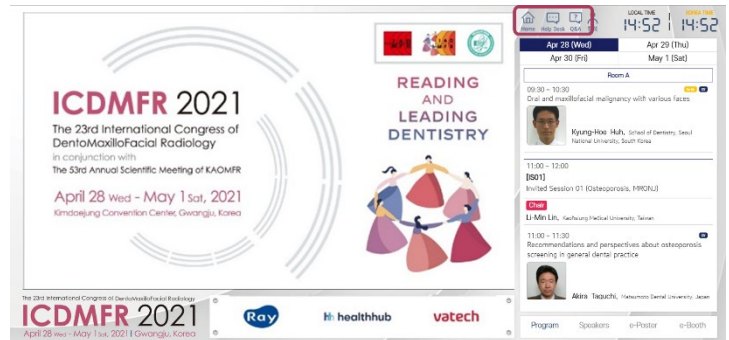 ICDMFR 2021
The 23rd International Congress of
DentoMaxilloFacial Radiology
in conjunction with
The 53rd Annual Scientific Meeting of KAOMFR
April 28 Wed - May 1 Sat, 2021
Kimdaejung Convention Center, Gwangju, Korea
READING
AND
LEADING
DENTISTRY
The 23rd International Congress of DentoMaxilloFacial Radiology
ICDMFR 2021
April 28 Wed - May 1 Sat, 2021 I Gwangju, Korea
Ray
healthhub
vatech
Home Help Desk Q&A
LOCAL TIME
14:52
KOREA TIME
14:52
Apr 28 (Wed)
Apr 29 (Thu)
Apr 30 (Fri)
May 1 (Sat)
Room A
09:30 - 10:30
Oral and maxillofacial malignancy with various faces
Kyung-Hoe Huh, School of Dentistry, Seoul
National University, South Korea
11:00 - 12:00
[IS01]
Invited Session 01 (Osteoporosis, MRONJ)
Chair
Li-Min Lin, Kaohsiung Medical University, Taiwan
11:00 - 11:30
Recommendations and perspectives about osteoporosis
screening in general dental practice
Akira Taguchi, Matsumoto Dental University, Japan
Program
Speakers
e-Poster
e-Booth